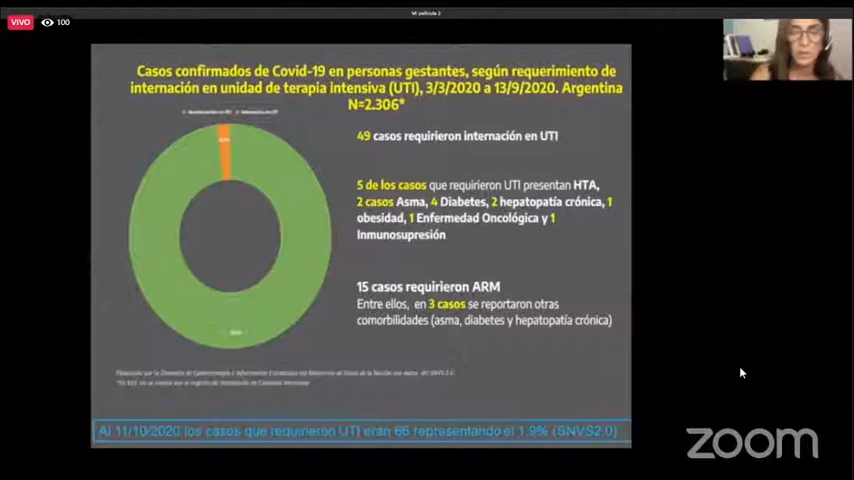 Mi película 2
VIVO
100
Casos confirmados de Covid-19 en personas gestantes, según requerimiento de
internación en unidad de terapia intensiva (UTI), 3/3/2020 a 13/9/2020. Argentina
N=2.306*
49 casos requirieron internación en UTI
5 de los casos que requirieron UTI presentan HTA,
2 casos Asma, 4 Diabetes, 2 hepatopatía crónica, 1
obesidad, 1 Enfermedad Oncológica y 1
Inmunosupresión
15 casos requirieron ARM
Entre ellos, en 3 casos se reportaron otras
comorbilidades (asma, diabetes y hepatopatía crónica)
Al 11/10/2020 los casos que requirieron UTI eran 66 representando el 1.9% (SNVS2.0)
zoom